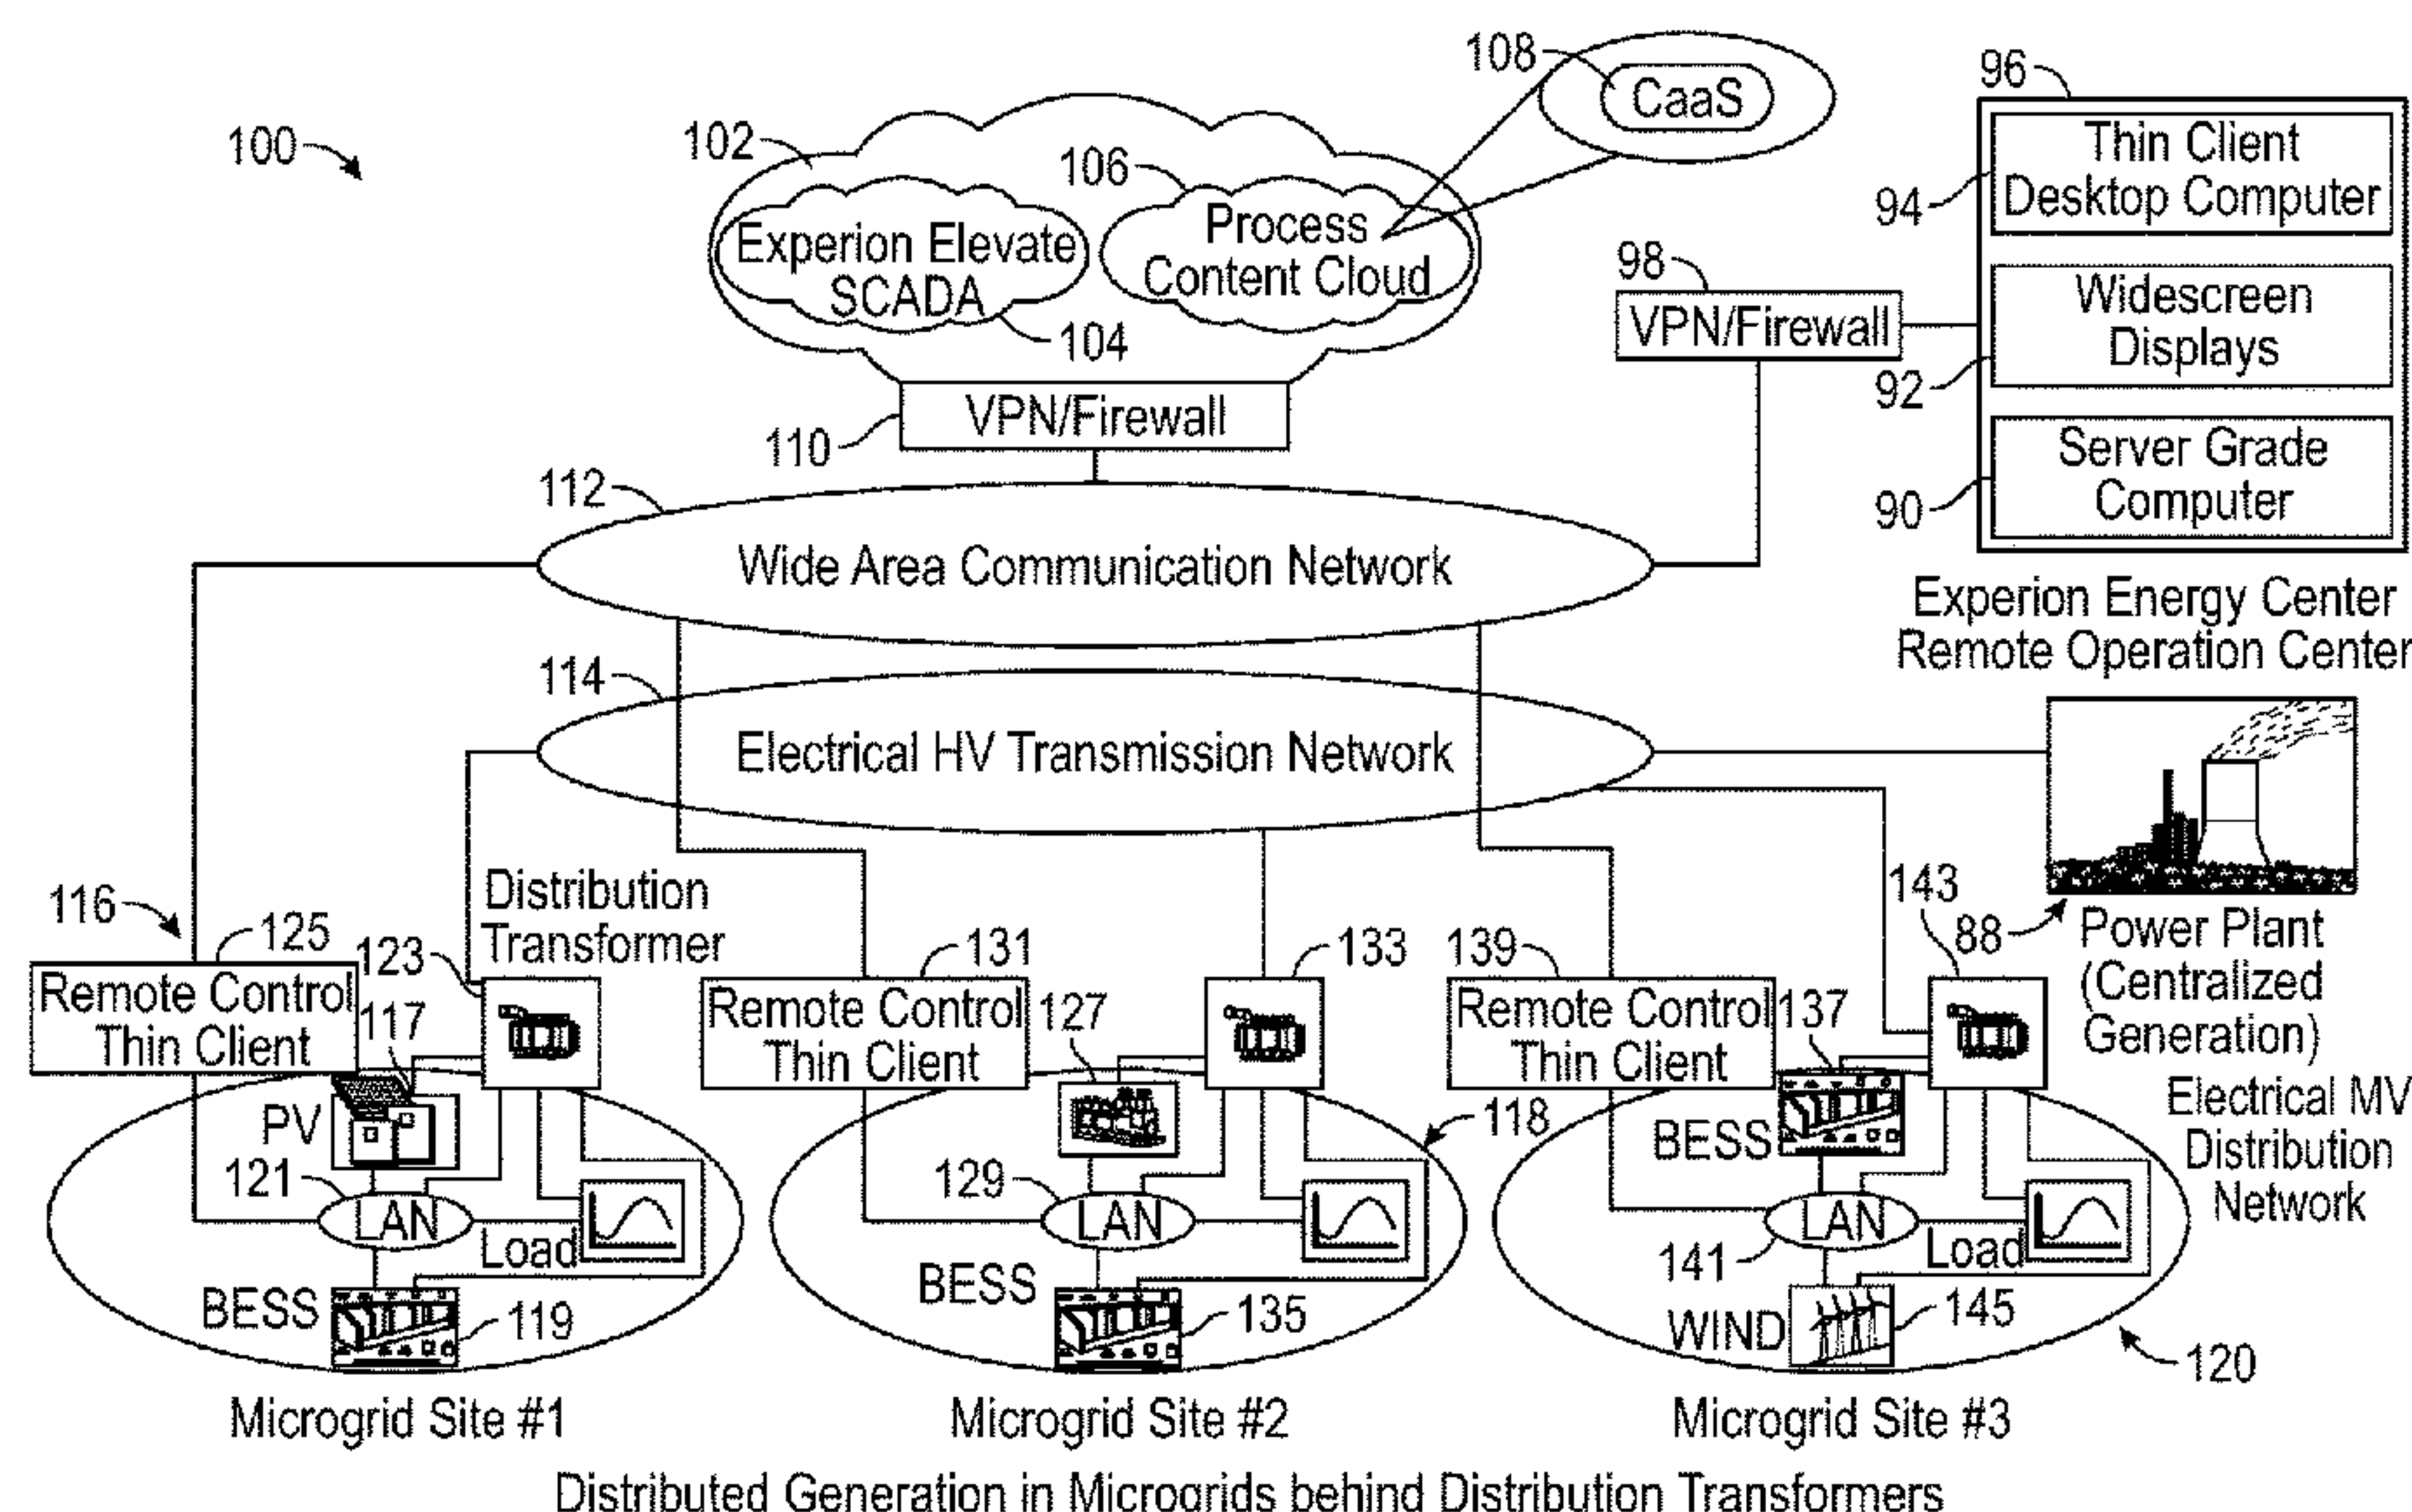 100
102
Experion Elevate
SCADA
104
106
Process
Content Cloud
108
CaaS
VPN/Firewall
110
96
Thin Client
Desktop Computer
94
Widescreen
Displays
92
Server Grade
Computer
90
98
VPN/Firewall
Experion Energy Center
Remote Operation Center
112
Wide Area Communication Network
114
Electrical HV Transmission Network
88
Power Plant
(Centralized
Generation)
Electrical MV
Distribution
Network
116
125
Remote Control
Thin Client
Distribution
Transformer
123
117
PV
121
LAN
Load
BESS
119
Microgrid Site #1
131
Remote Control
Thin Client
127
133
118
129
LAN
BESS
135
Microgrid Site #2
139
Remote Control
Thin Client
137
143
BESS
LAN
141
Load
WIND
145
120
Microgrid Site #3
Distributed Generation in Microgrids behind Distribution Transformers